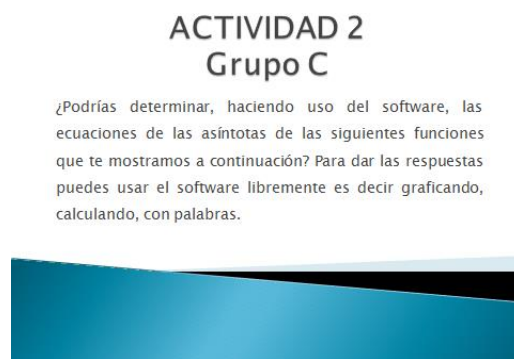 ACTIVIDAD 2
Grupo C
¿Podrías determinar, haciendo uso del software, las
ecuaciones de las asíntotas de las siguientes funciones
que te mostramos a continuación? Para dar las respuestas
puedes usar el software libremente es decir graficando,
calculando, con palabras.